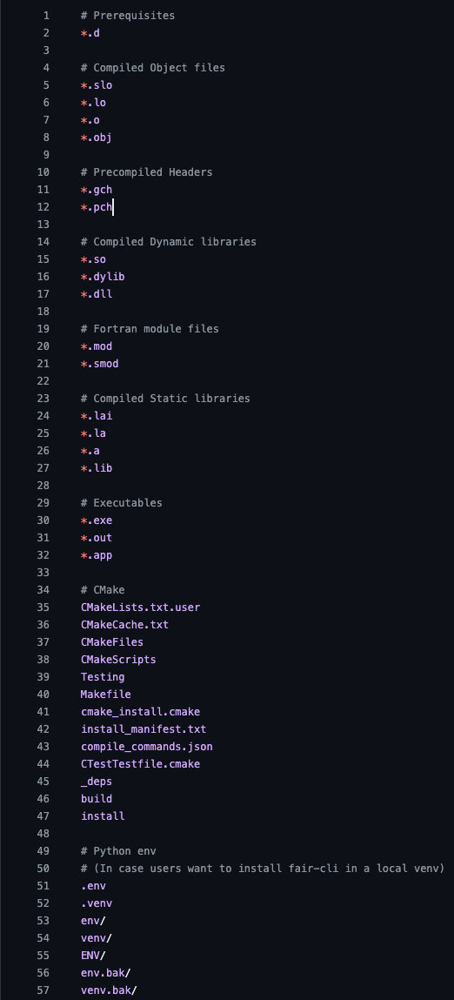 1 # Prerequisites
2 *.d
3
4 # Compiled Object files
5 *.slo
6 *.lo
7 *.o
8 *.obj
9
10 # Precompiled Headers
11 *.gch
12 *.pch
13
14 # Compiled Dynamic libraries
15 *.so
16 *.dylib
17 *.dll
18
19 # Fortran module files
20 *.mod
21 *.smod
22
23 # Compiled Static libraries
24 *.lai
25 *.la
26 *.a
27 *.lib
28
29 # Executables
30 *.exe
31 *.out
32 *.app
33
34 # CMake
35 CMakeLists.txt.user
36 CMakeCache.txt
37 CMakeFiles
38 CMakeScripts
39 Testing
40 Makefile
41 cmake_install.cmake
42 install_manifest.txt
43 compile_commands.json
44 CTestTestfile.cmake
45 _deps
46 build
47 install
48
49 # Python env
50 # (In case users want to install fair-cli in a local venv)
51 .env
52 .venv
53 env/
54 venv/
55 ENV/
56 env.bak/
57 venv.bak/